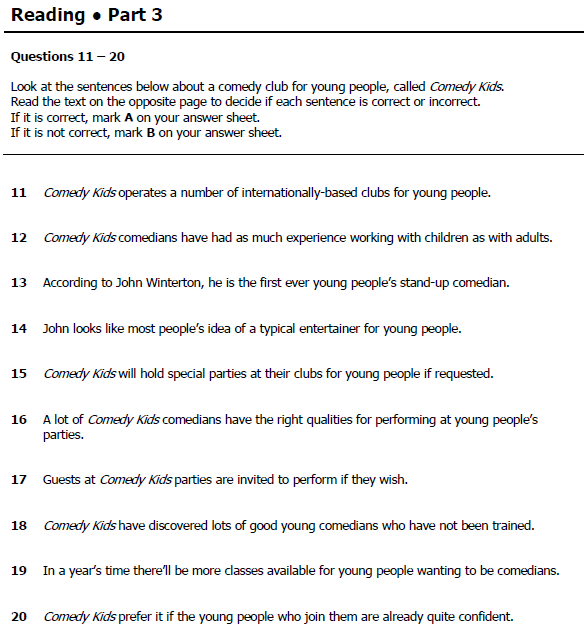 Reading ● Part 3
Questions 11 – 20
Look at the sentences below about a comedy club for young people, called Comedy Kids.
Read the text on the opposite page to decide if each sentence is correct or incorrect.
If it is correct, mark A on your answer sheet.
If it is not correct, mark B on your answer sheet.
11 Comedy Kids operates a number of internationally-based clubs for young people.
12 Comedy Kids comedians have had as much experience working with children as with adults.
13 According to John Winterton, he is the first ever young people’s stand-up comedian.
14 John looks like most people’s idea of a typical entertainer for young people.
15 Comedy Kids will hold special parties at their clubs for young people if requested.
16 A lot of Comedy Kids comedians have the right qualities for performing at young people’s
parties.
17 Guests at Comedy Kids parties are invited to perform if they wish.
18 Comedy Kids have discovered lots of good young comedians who have not been trained.
19 In a year’s time there’ll be more classes available for young people wanting to be comedians.
20 Comedy Kids prefer it if the young people who join them are already quite confident.